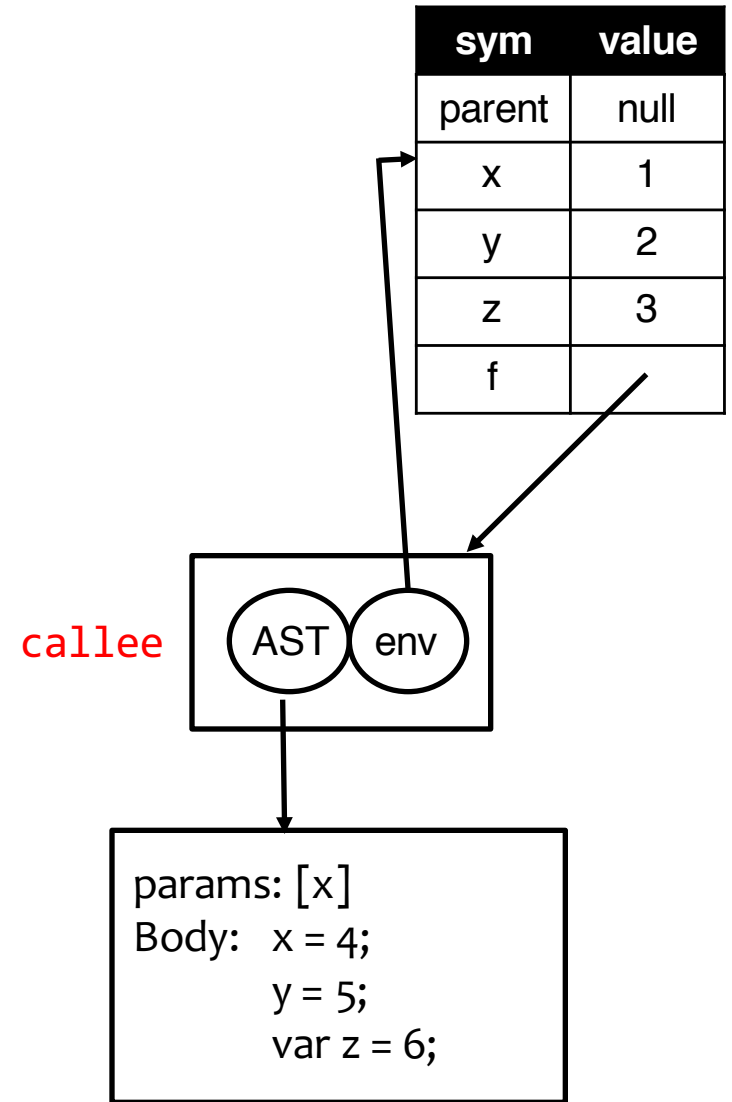 sym value
parent null
x 1
y 2
z 3
f
callee AST env
params: [x]
Body: x = 4;
y = 5;
var z = 6;